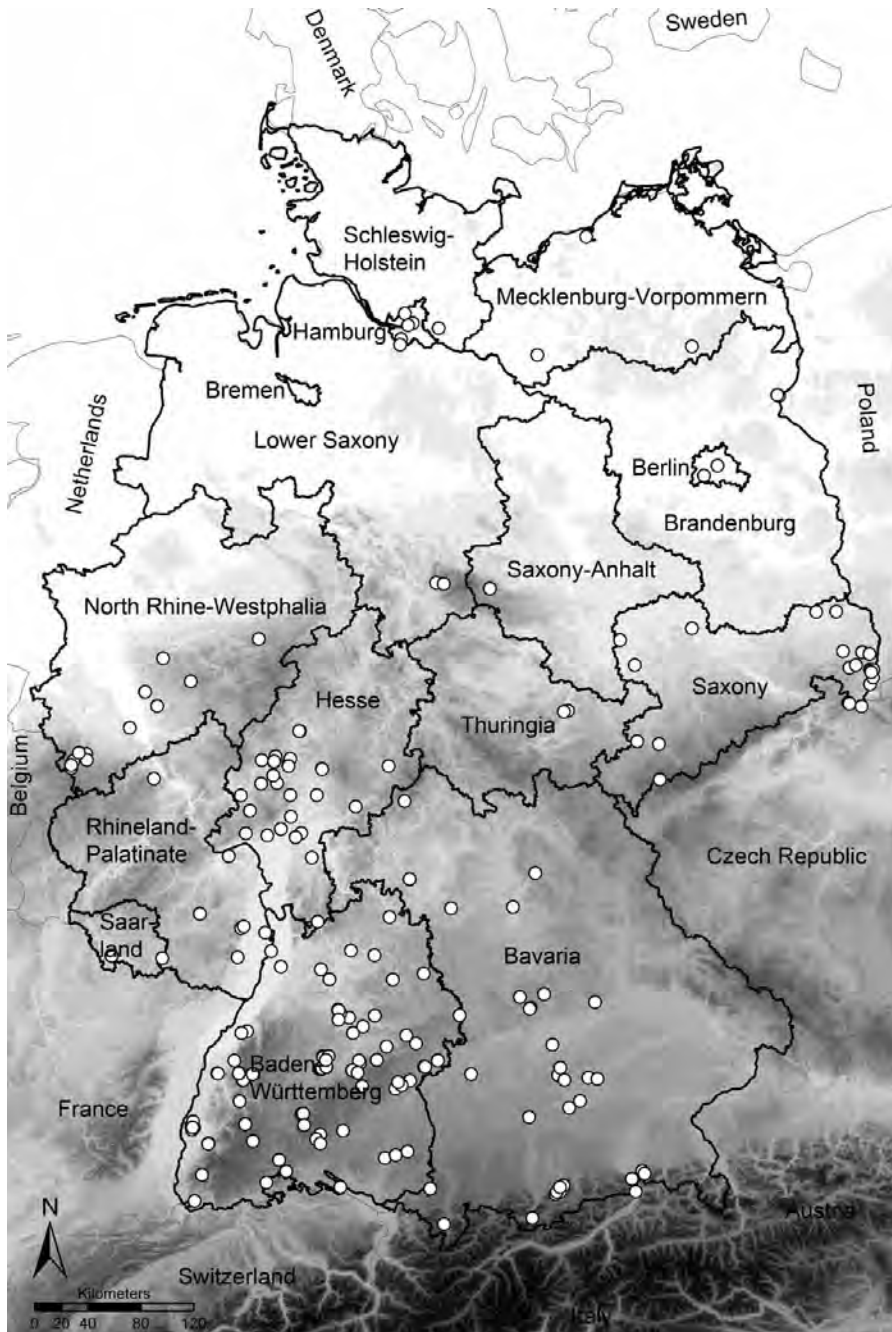 Sweden
Denmark
Schleswig-
Holstein
Mecklenburg-Vorpommern
Hamburg
Bremen
Lower Saxony
Netherlands
Poland
Berlin
Brandenburg
Saxony-Anhalt
North Rhine-Westphalia
Hesse
Saxony
Thuringia
Belgium
Rhineland-
Palatinate
Czech Republic
Saar-
land
Bavaria
Baden-
Württemberg
France
N
Austria
Switzerland
Kilometers
0 20 40 80 120
Italy